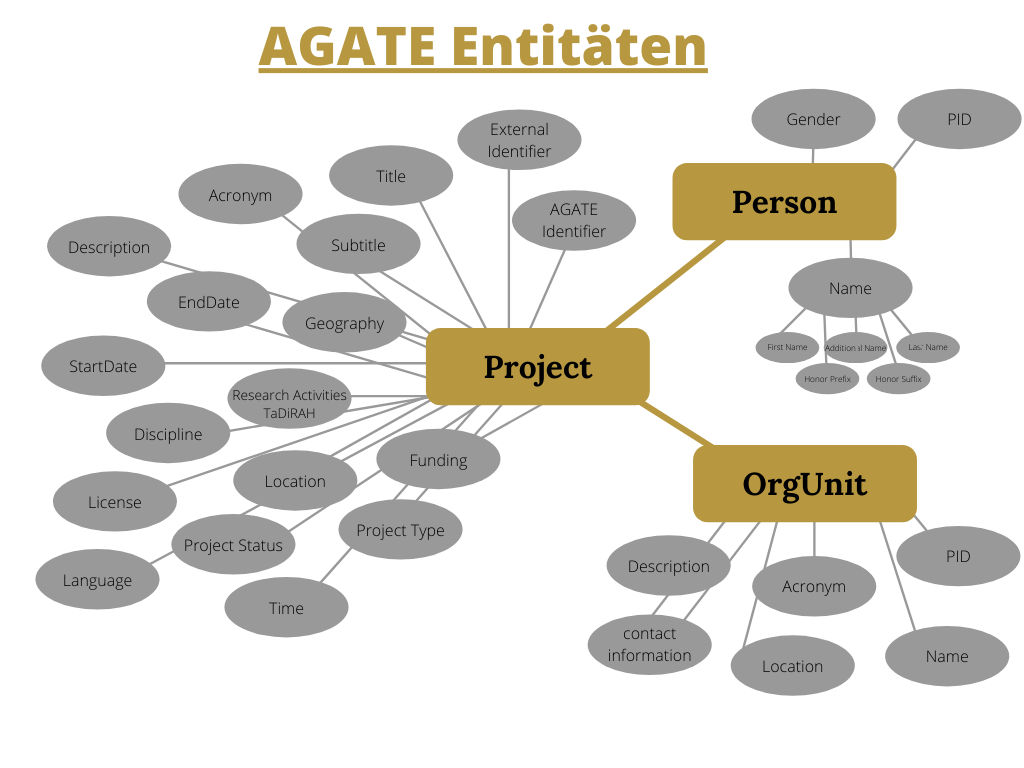 AGATE Entitäten
Gender
PID
External
Identifier
Title
Acronym
Person
AGATE
Identifier
Subtitle
Description
Name
EndDate
Geography
First Name
Additional Name
Last Name
Project
StartDate
Honor Prefix
Honor Suffix
Research Activities
TaDiRAH
Discipline
Funding
Location
OrgUnit
License
Project Type
Project Status
PID
Description
Language
Acronym
Time
contact
information
Name
Location